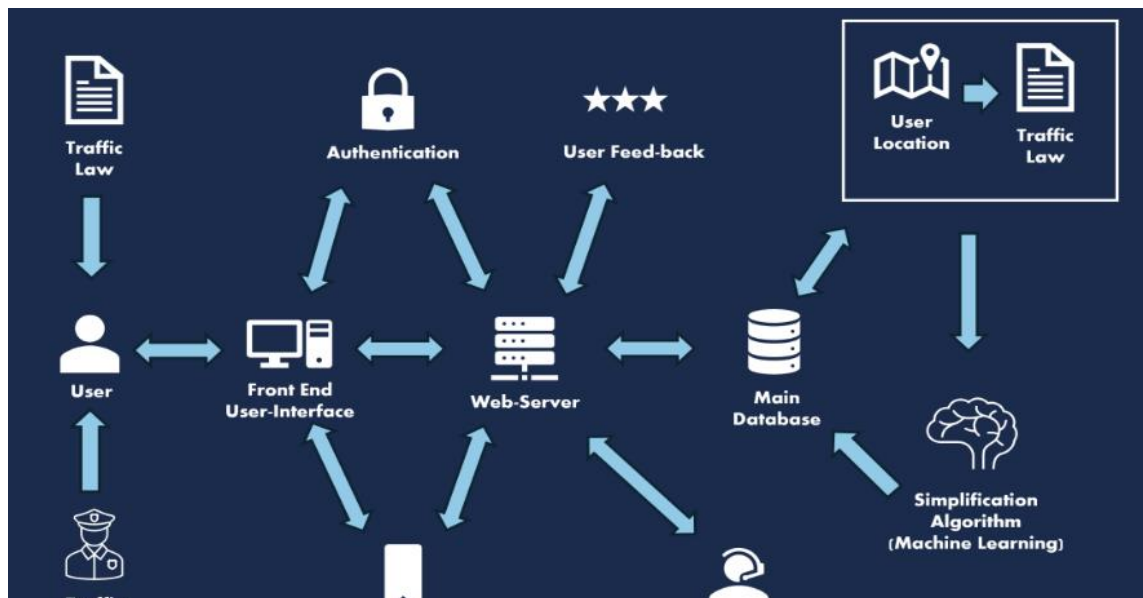 Traffic
Law
Authentication
User Feed-back
User
Location
Traffic
Law
User
Front End
User-Interface
Web-Server
Main
Database
Simplification
Algorithm
(Machine Learning)